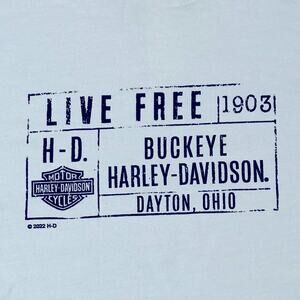 LIVE FREE 1903
H-D.
BUCKEYE
HARLEY-DAVIDSON.
DAYTON, OHIO
MOTOR
HARLEY-DAVIDSON
CYCLES
© 2022 H-D